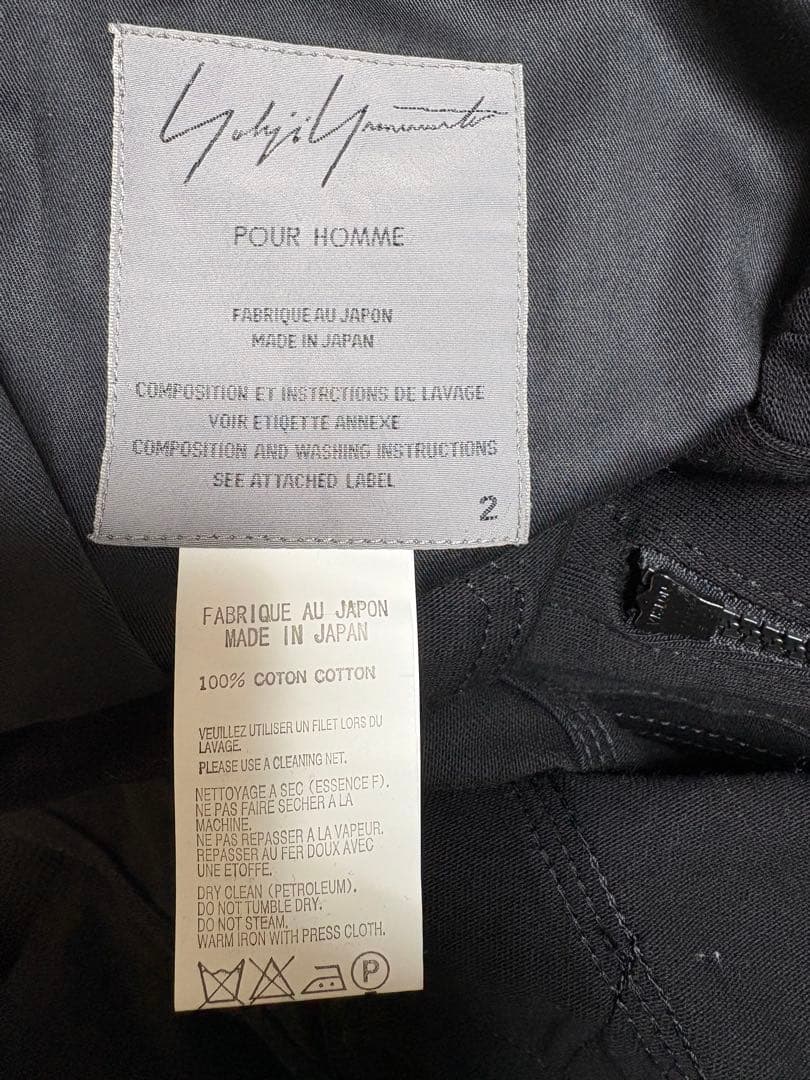 Yohji Yamamoto
POUR HOMME
FABRIQUE AU JAPON
MADE IN JAPAN
COMPOSITION ET INSTRCTIONS DE LAVAGE
VOIR ETIQETTE ANNEXE
COMPOSITION AND WASHING INSTRUCTIONS
SEE ATTACHED LABEL
2
FABRIQUE AU JAPON
MADE IN JAPAN
100% COTON COTTON
VEUILLEZ UTILISER UN FILET LORS DU
LAVAGE.
PLEASE USE A CLEANING NET.
NETTOYAGE A SEC (ESSENCE F).
NE PAS FAIRE SECHER A LA
MACHINE.
NE PAS REPASSER A LA VAPEUR.
REPASSER AU FER DOUX AVEC
UNE ETOFFE.
DRY CLEAN (PETROLEUM).
DO NOT TUMBLE DRY.
DO NOT STEAM.
WARM IRON WITH PRESS CLOTH.
P